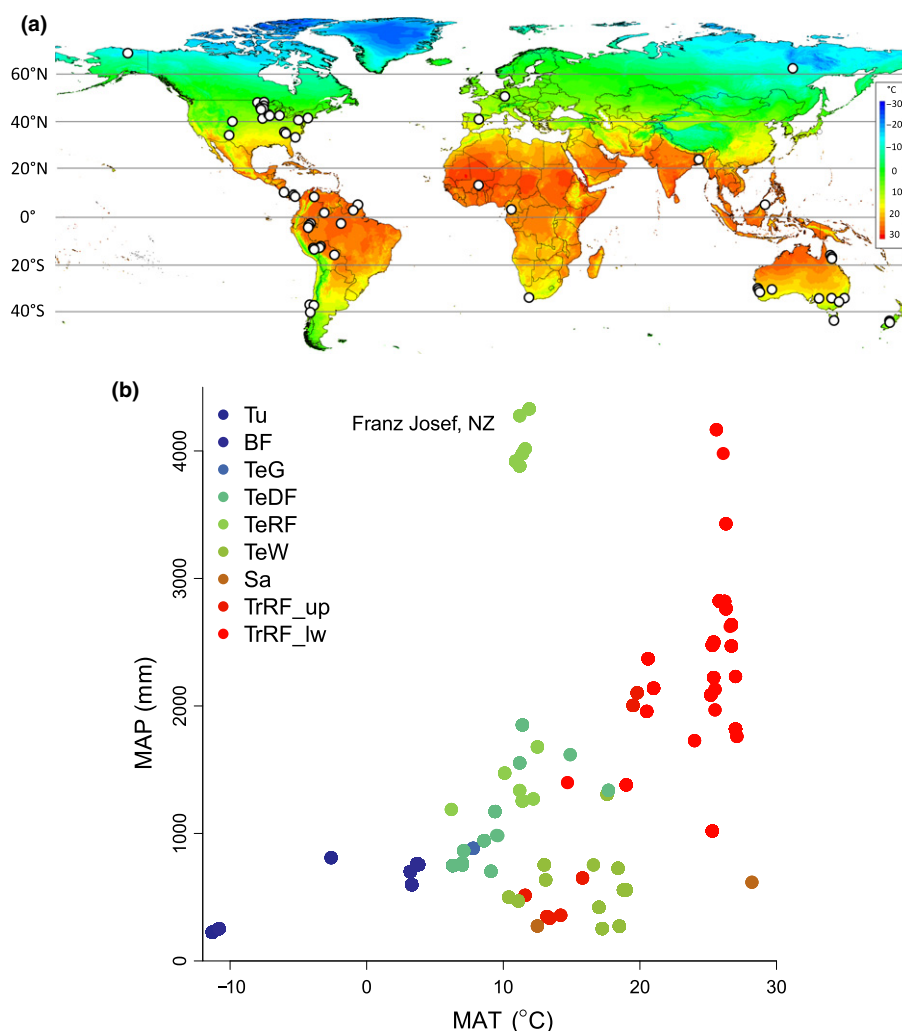 (a)
60°N
40°N
20°N
0°
20°S
40°S
°C
-30
-20
-10
0
10
20
30
(b)
Tu
BF
TeG
TeDF
TeRF
TeW
Sa
TrRF_up
TrRF_lw
Franz Josef, NZ
MAP (mm)
4000
3000
2000
1000
0
−10
0
10
20
30
MAT (°C)